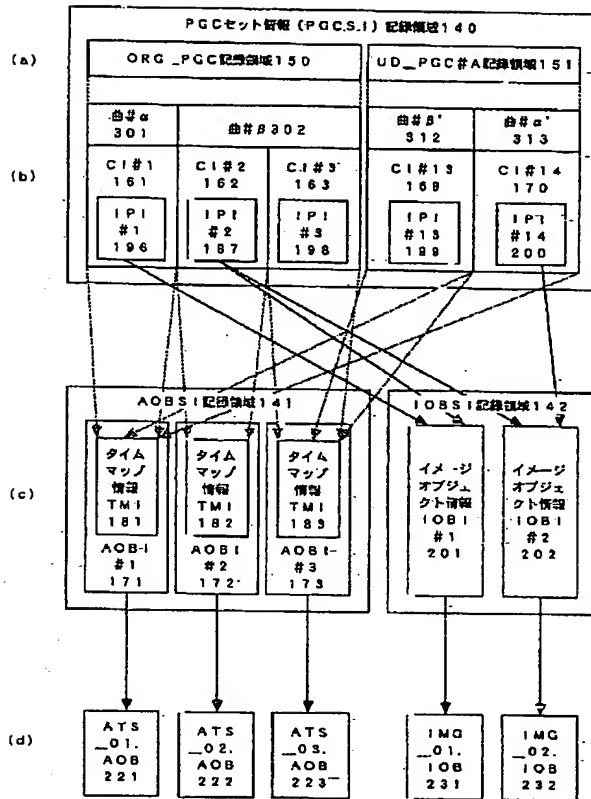 PGCセット情報（PGCS_I）記録領域140
(a)
ORG_PGC記録領域150
UD_PGC#A記録領域151
曲#α
301
曲#β302
曲#β'
312
曲#α'
313
(b)
CI#1
161
CI#2
162
CI#3
163
CI#13
169
CI#14
170
IPI
#1
196
IPI
#2
197
IPI
#3
198
IPI
#13
199
IPI
#14
200
AOBSI記録領域141
IOBSI記録領域142
(c)
タイム
マップ
情報
TMI
181
タイム
マップ
情報
TMI
182
タイム
マップ
情報
TMI
183
イメージ
オブジェ
クト情報
IOBI
#1
201
イメージ
オブジェ
クト情報
IOBI
#2
202
AOBI
#1
171
AOBI
#2
172
AOBI
#3
173
(d)
ATS
_01.
AOB
221
ATS
_02.
AOB
222
ATS
_03.
AOB
223
IMG
_01.
IOB
231
IMG
_02.
IOB
232